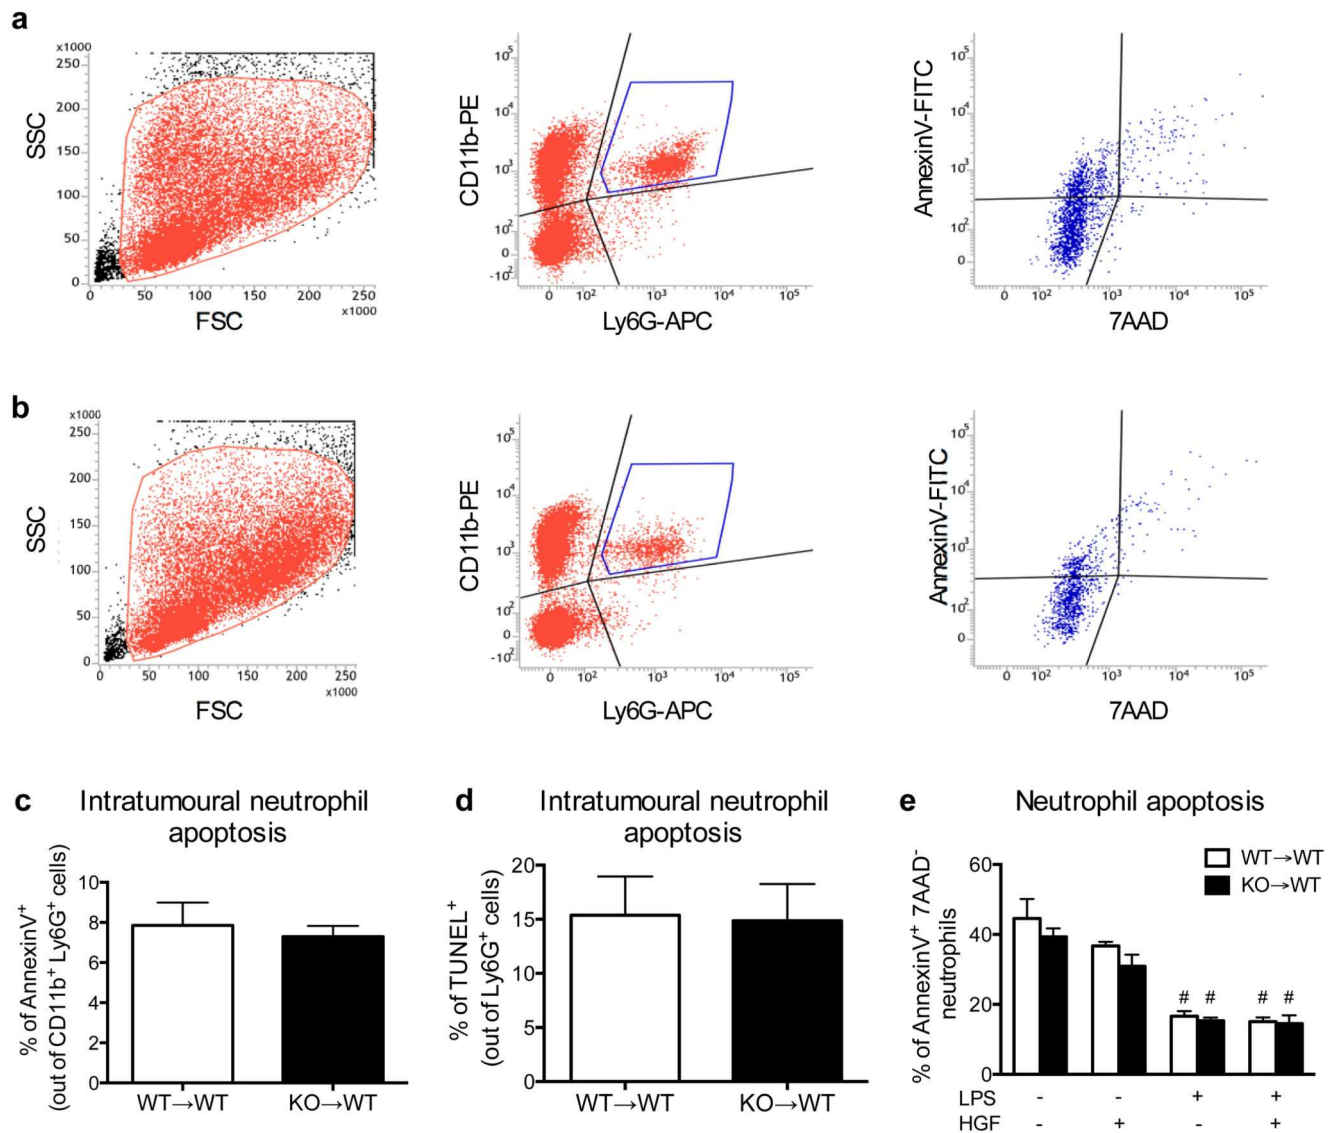 a
x1000
250
200
150
100
50
0
SSC
0 50 100 150 200 250
x1000
FSC
10^5
10^4
10^3
10^2
0
-10^2
CD11b-PE
0 10^2 10^3 10^4 10^5
Ly6G-APC
10^5
10^4
10^3
10^2
0
AnnexinV-FITC
0 10^2 10^3 10^4 10^5
7AAD
b
x1000
250
200
150
100
50
0
SSC
0 50 100 150 200 250
x1000
FSC
10^5
10^4
10^3
10^2
0
-10^2
CD11b-PE
0 10^2 10^3 10^4 10^5
Ly6G-APC
10^5
10^4
10^3
10^2
0
AnnexinV-FITC
0 10^2 10^3 10^4 10^5
7AAD
c
Intratumoural neutrophil
apoptosis
% of AnnexinV+
(out of CD11b+ Ly6G+ cells)
10
8
6
4
2
0
WT→WT KO→WT
d
Intratumoural neutrophil
apoptosis
% of TUNEL+
(out of Ly6G+ cells)
20
15
10
5
0
WT→WT KO→WT
e
Neutrophil apoptosis
WT→WT
KO→WT
% of AnnexinV+ 7AAD-
neutrophils
60
40
20
0
# # # #
LPS - - + +
HGF - + - +